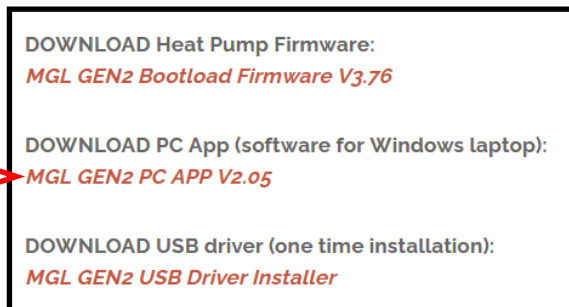 DOWNLOAD Heat Pump Firmware:
MGL GEN2 Bootload Firmware V3.76
DOWNLOAD PC App (software for Windows laptop):
MGL GEN2 PC APP V2.05
DOWNLOAD USB driver (one time installation):
MGL GEN2 USB Driver Installer